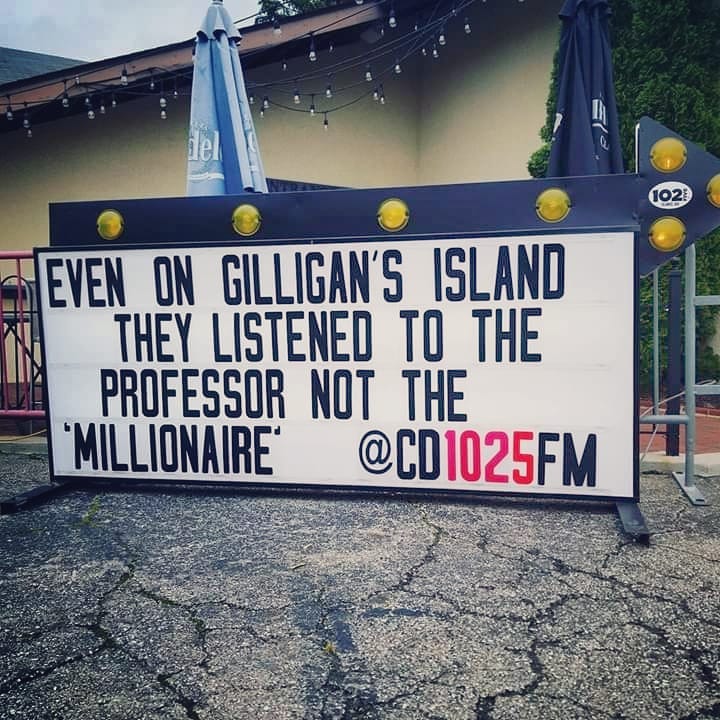 102
EVEN ON GILLIGAN'S ISLAND
THEY LISTENED TO THE
PROFESSOR NOT THE
'MILLIONAIRE' @CD1025FM